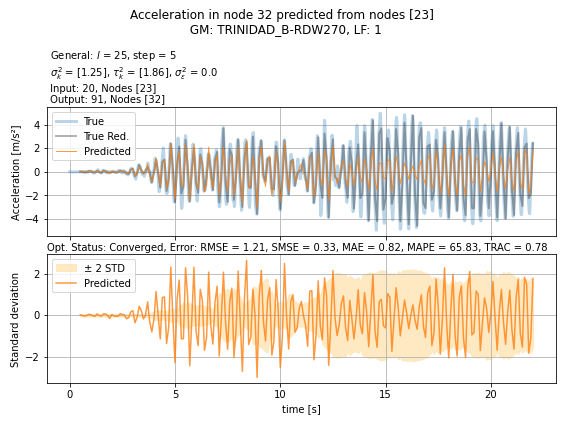 Acceleration in node 32 predicted from nodes [23]
GM: TRINIDAD_B-RDW270, LF: 1
General: l = 25, step = 5
σ²ₖ = [1.25], τ²ₖ = [1.86], σ²ε = 0.0
Input: 20, Nodes [23]
Output: 91, Nodes [32]
True
True Red.
Predicted
Acceleration [m/s²]
4
2
0
−2
−4
Opt. Status: Converged, Error: RMSE = 1.21, SMSE = 0.33, MAE = 0.82, MAPE = 65.83, TRAC = 0.78
± 2 STD
Predicted
Standard deviation
2
0
−2
0 5 10 15 20
time [s]